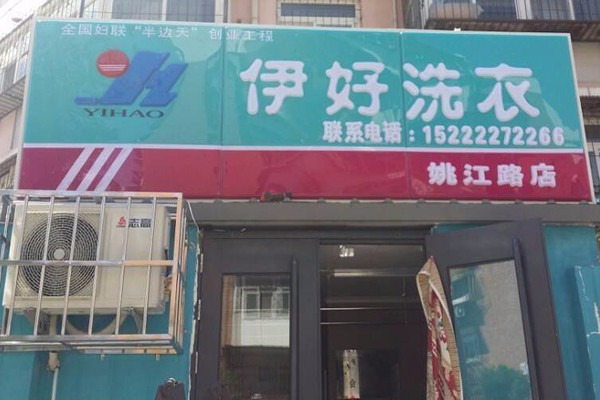 全国妇联“半边天”创业工程
YIHAO
伊好洗衣
联系电话：15222272266
姚江路店
志高